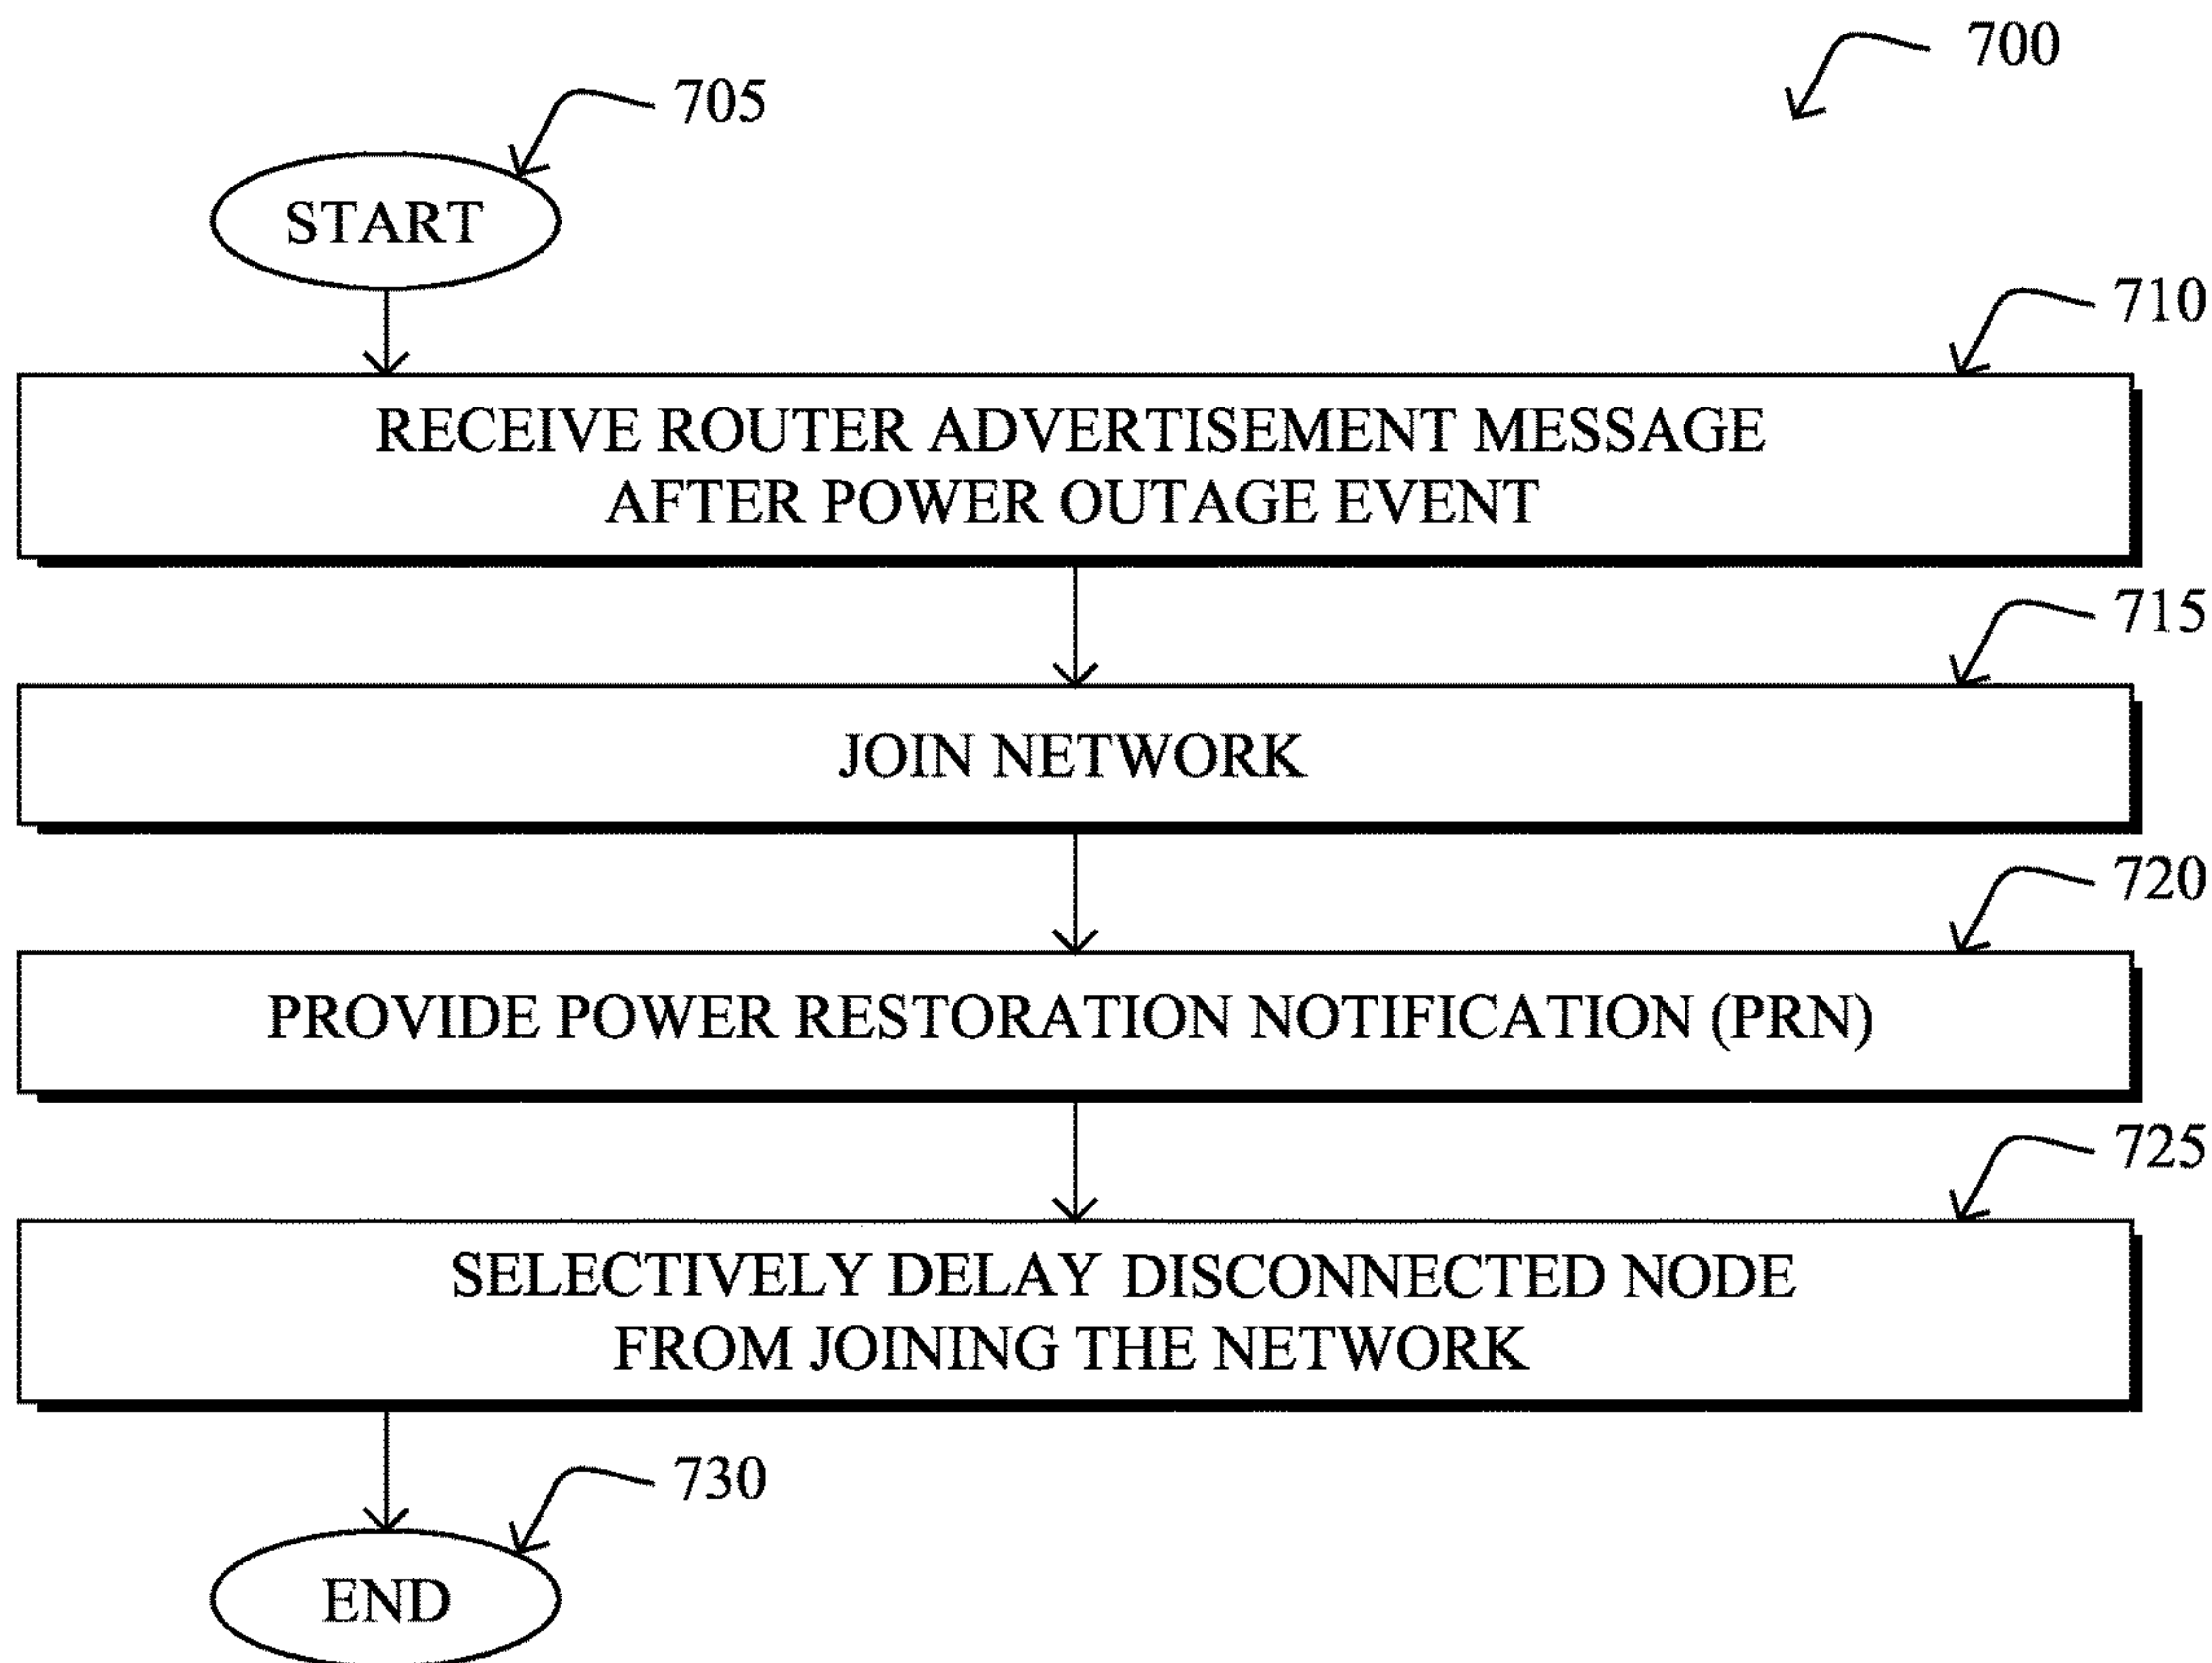 700
705
START
710
RECEIVE ROUTER ADVERTISEMENT MESSAGE
AFTER POWER OUTAGE EVENT
715
JOIN NETWORK
720
PROVIDE POWER RESTORATION NOTIFICATION (PRN)
725
SELECTIVELY DELAY DISCONNECTED NODE
FROM JOINING THE NETWORK
730
END